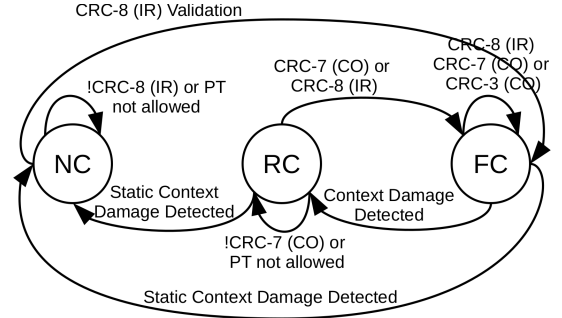 CRC-8 (IR) Validation
!CRC-8 (IR) or PT
not allowed
CRC-7 (CO) or
CRC-8 (IR)
CRC-8 (IR)
CRC-7 (CO) or
CRC-3 (CO)
NC
RC
FC
Static Context
Damage Detected
Context Damage
Detected
!CRC-7 (CO) or
PT not allowed
Static Context Damage Detected